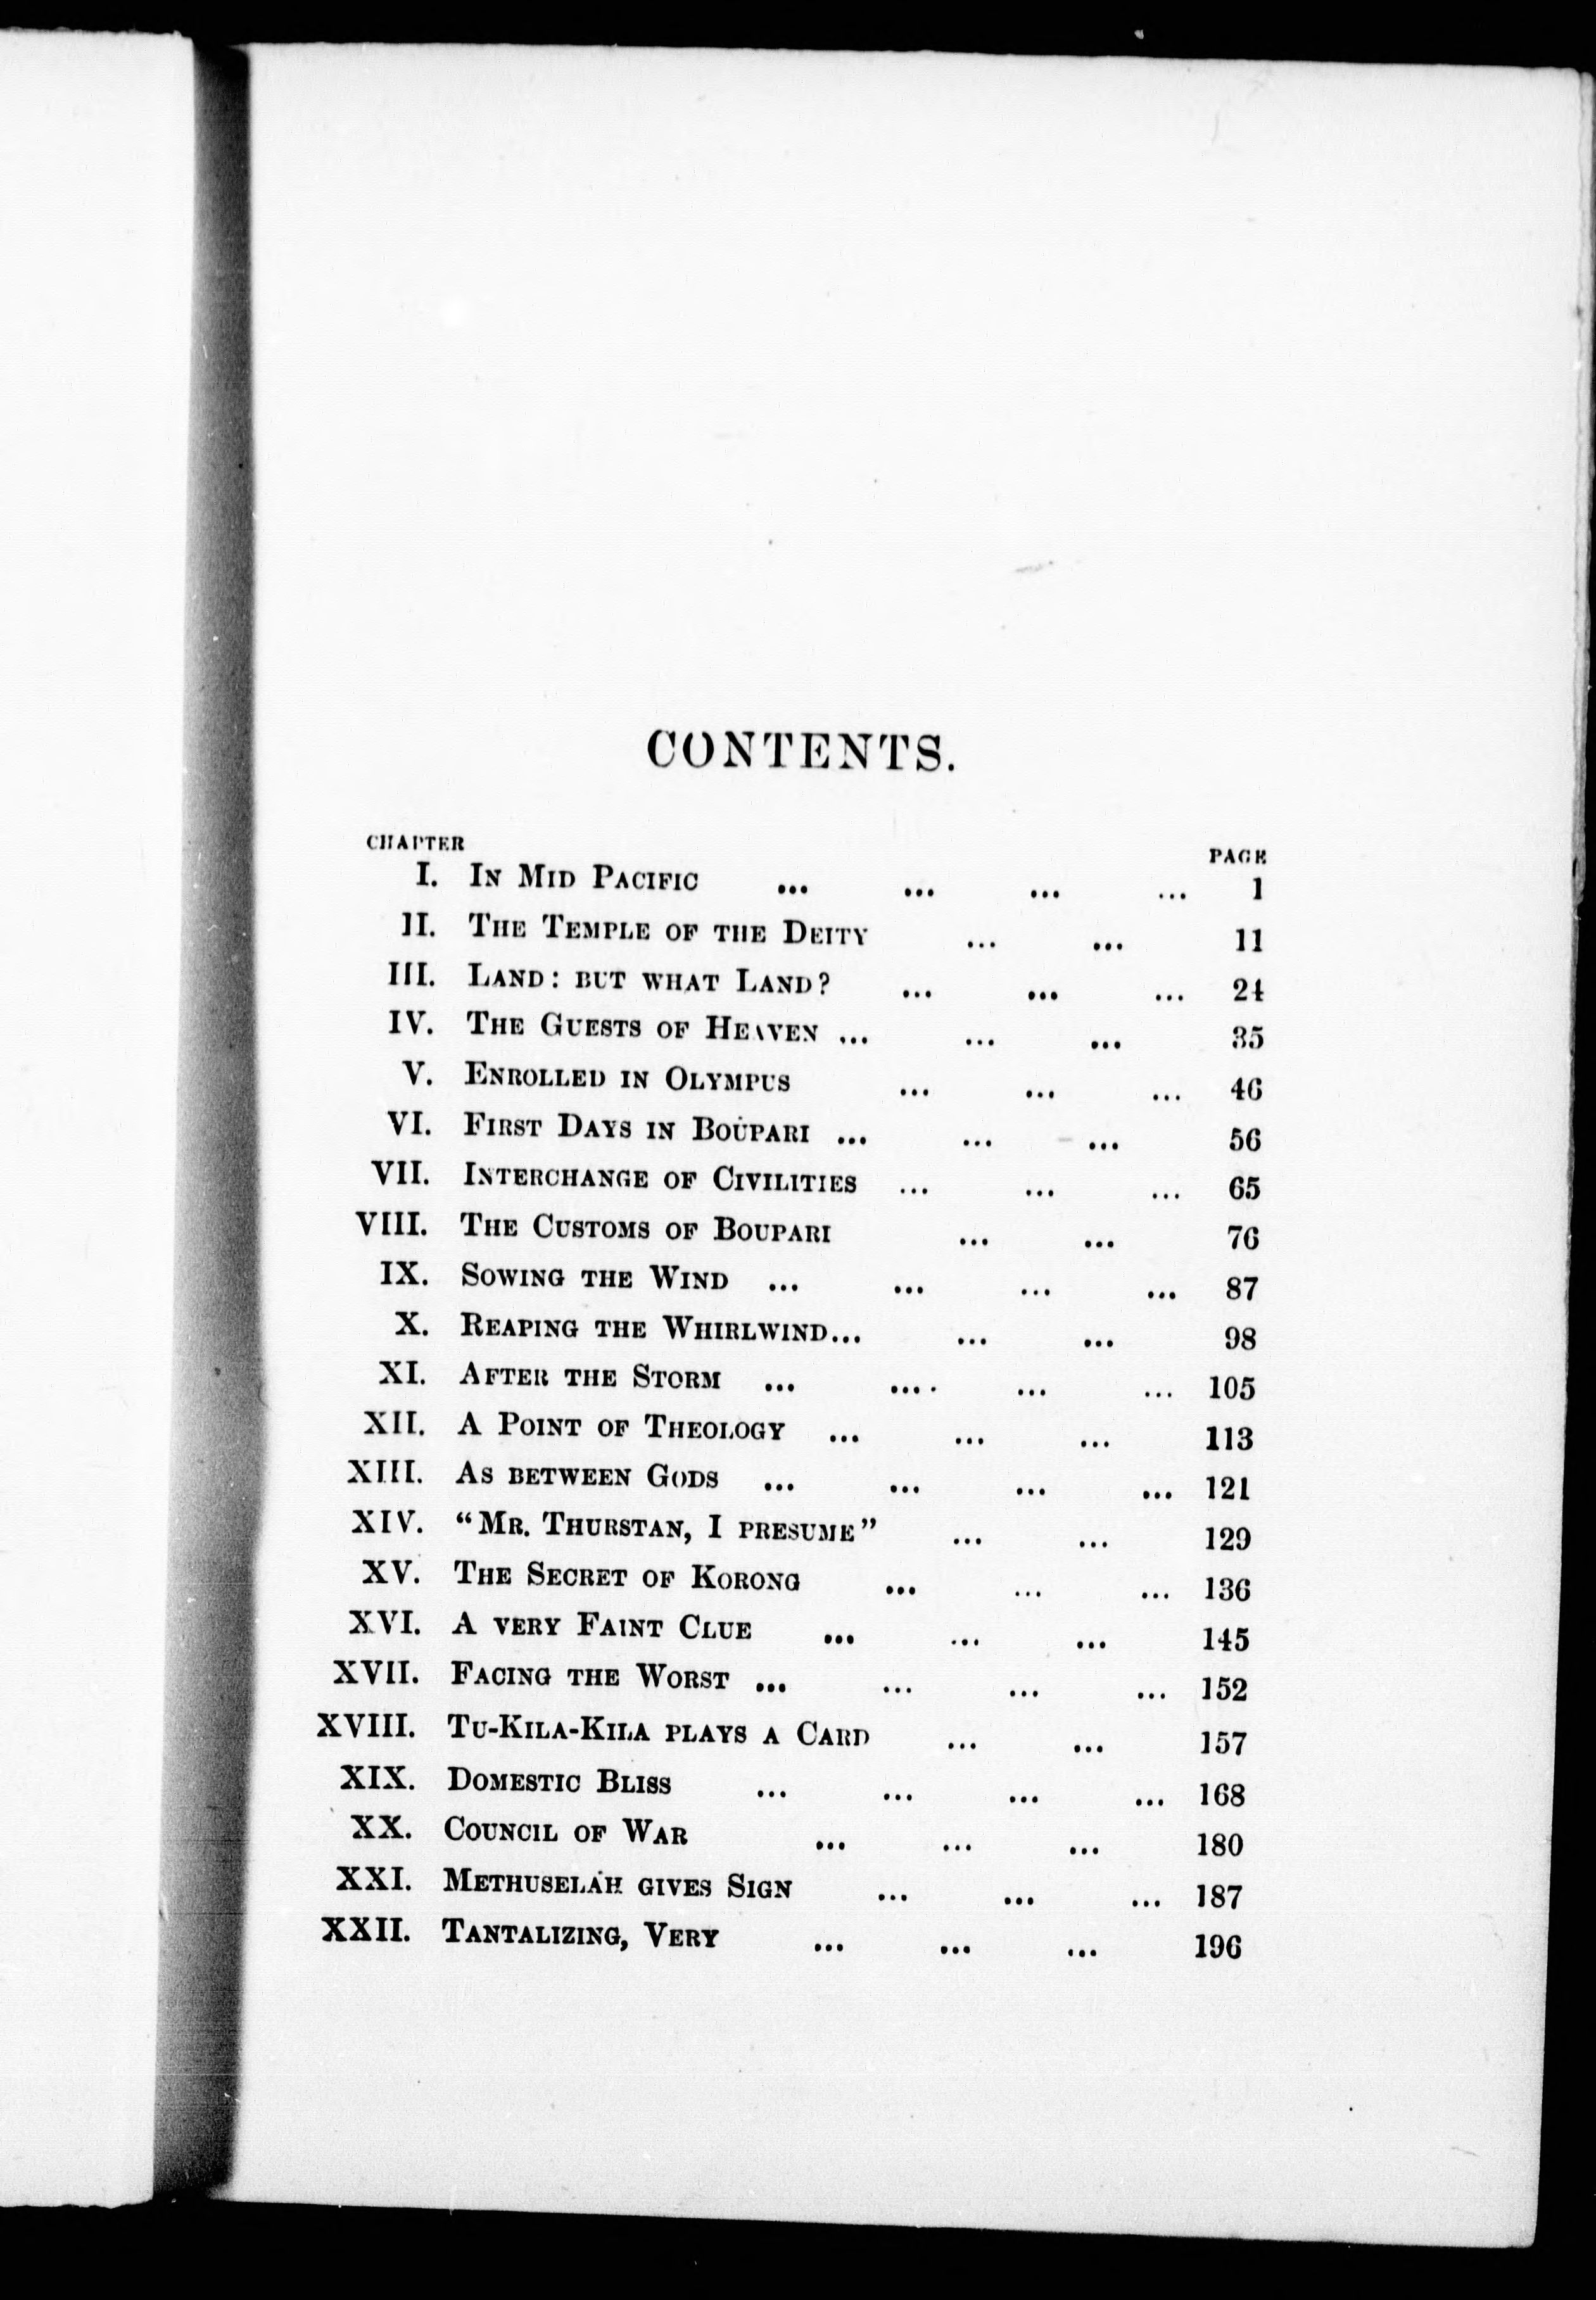 CONTENTS.
CHAPTER PAGE
I. In Mid Pacific ... ... ... ... 1
II. The Temple of the Deity ... ... 11
III. Land: but what Land? ... ... ... 24
IV. The Guests of Heaven ... ... ... 35
V. Enrolled in Olympus ... ... ... 46
VI. First Days in Boupari ... ... ... 56
VII. Interchange of Civilities ... ... ... 65
VIII. The Customs of Boupari ... ... 76
IX. Sowing the Wind ... ... ... ... 87
X. Reaping the Whirlwind... ... ... 98
XI. After the Storm ... ... ... ... 105
XII. A Point of Theology ... ... ... 113
XIII. As between Gods ... ... ... ... 121
XIV. "Mr. Thurstan, I presume" ... ... 129
XV. The Secret of Korong ... ... ... 136
XVI. A very Faint Clue ... ... ... 145
XVII. Facing the Worst ... ... ... ... 152
XVIII. Tu-Kila-Kila plays a Card ... ... 157
XIX. Domestic Bliss ... ... ... ... 168
XX. Council of War ... ... ... 180
XXI. Methuselah gives Sign ... ... ... 187
XXII. Tantalizing, Very ... ... ... 196